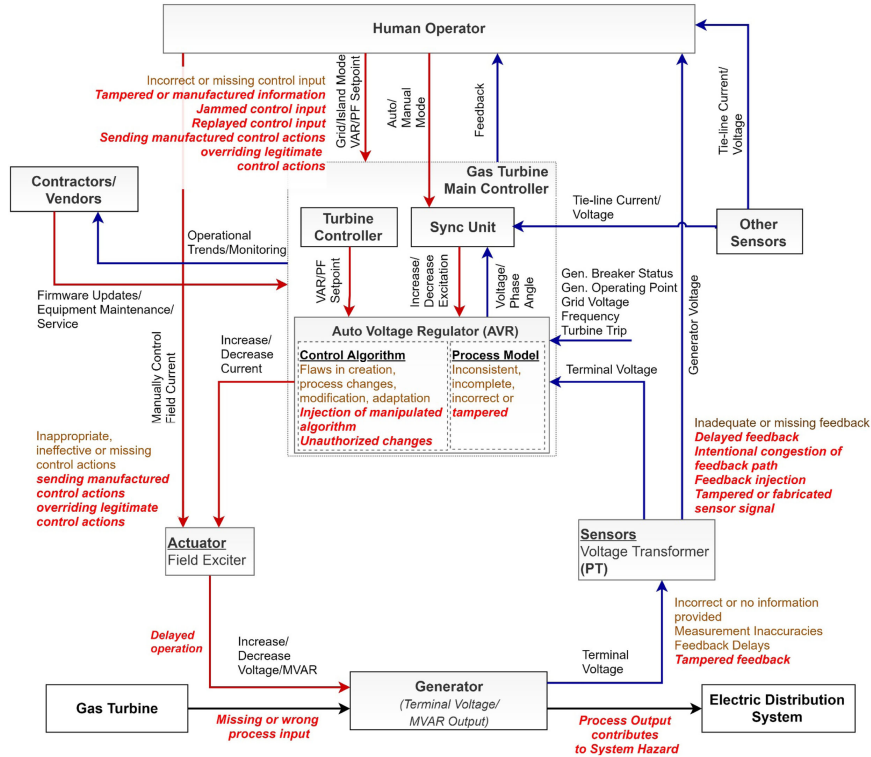 Human Operator
Incorrect or missing control input
Tampered or manufactured information
Jammed control input
Replayed control input
Sending manufactured control actions
overriding legitimate
control actions
Grid/Island Mode
VAR/PF Setpoint
Auto/
Manual
Mode
Feedback
Tie-line Current/
Voltage
Gas Turbine
Main Controller
Contractors/
Vendors
Operational
Trends/Monitoring
Firmware Updates/
Equipment Maintenance/
Service
Turbine
Controller
Sync Unit
Tie-line Current/
Voltage
Other
Sensors
VAR/PF
Setpoint
Increase/
Decrease
Excitation
Voltage/
Phase
Angle
Gen. Breaker Status
Gen. Operating Point
Grid Voltage
Frequency
Turbine Trip
Generator Voltage
Auto Voltage Regulator (AVR)
Control Algorithm
Flaws in creation,
process changes,
modification, adaptation
Injection of manipulated
algorithm
Unauthorized changes
Process Model
Inconsistent,
incomplete,
incorrect or
tampered
Terminal Voltage
Increase/
Decrease
Current
Manually Control
Field Current
Inappropriate,
ineffective or missing
control actions
sending manufactured
control actions
overriding legitimate
control actions
Inadequate or missing feedback
Delayed feedback
Intentional congestion of
feedback path
Feedback injection
Tampered or fabricated
sensor signal
Actuator
Field Exciter
Sensors
Voltage Transformer
(PT)
Incorrect or no information
provided
Measurement Inaccuracies
Feedback Delays
Tampered feedback
Delayed
operation
Increase/
Decrease
Voltage/MVAR
Terminal
Voltage
Gas Turbine
Missing or wrong
process input
Generator
(Terminal Voltage/
MVAR Output)
Process Output
contributes
to System Hazard
Electric Distribution
System